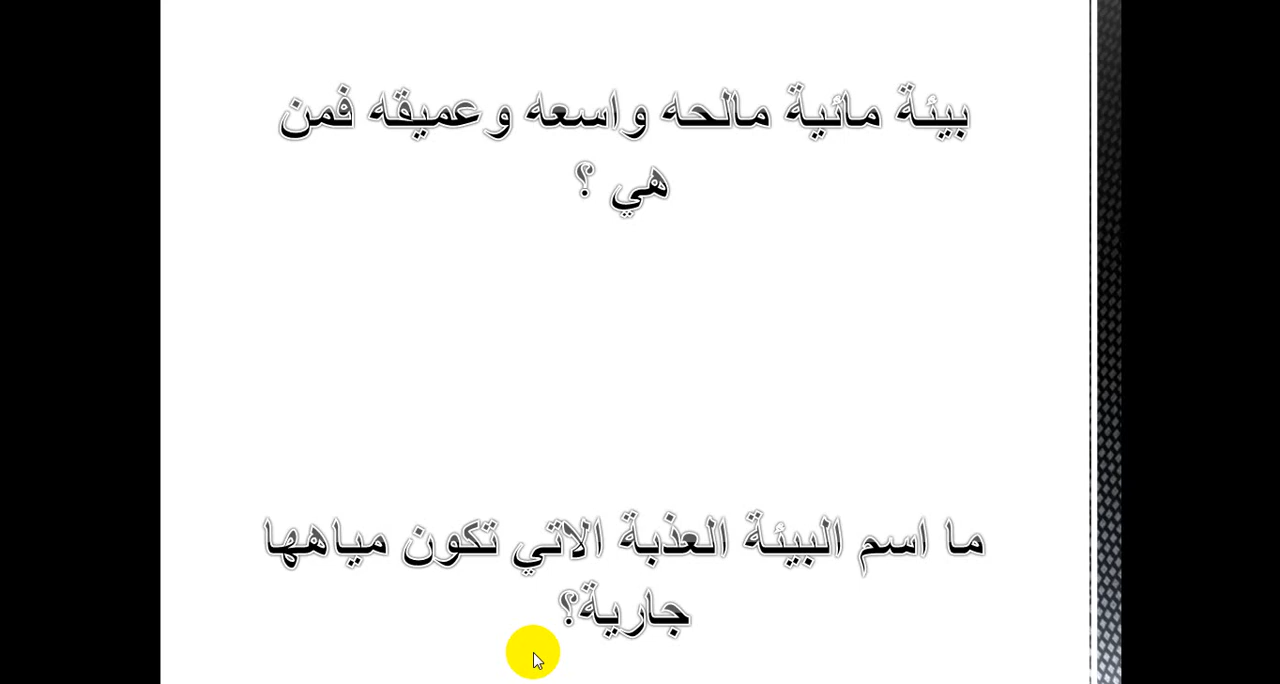 بيئة مائية مالحه واسعه وعميقه فمن
هي ؟
ما اسم البيئة العذبة الاتي تكون مياهها
جارية؟